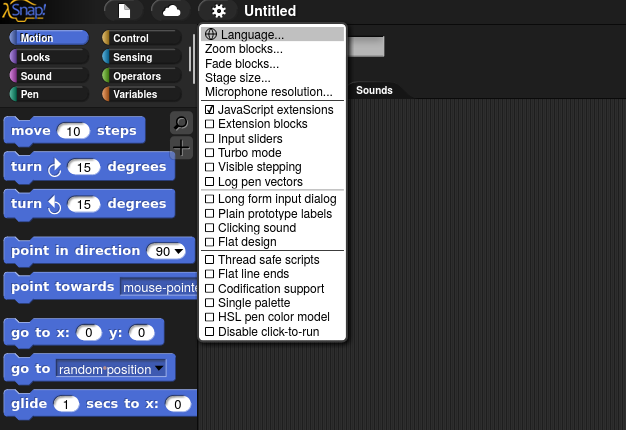 Snap!
Untitled
Motion
Looks
Sound
Pen
Control
Sensing
Operators
Variables
move 10 steps
turn 15 degrees
turn 15 degrees
point in direction 90
point towards mouse-pointe
go to x: 0 y: 0
go to random position
glide 1 secs to x: 0
Language...
Zoom blocks...
Fade blocks...
Stage size...
Microphone resolution...
JavaScript extensions
Extension blocks
Input sliders
Turbo mode
Visible stepping
Log pen vectors
Long form input dialog
Plain prototype labels
Clicking sound
Flat design
Thread safe scripts
Flat line ends
Codification support
Single palette
HSL pen color model
Disable click-to-run
Sounds